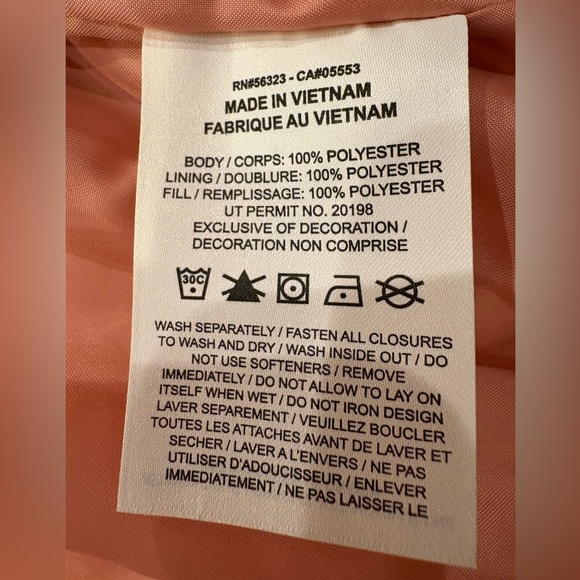 RN#56323 - CA#05553
MADE IN VIETNAM
FABRIQUE AU VIETNAM
BODY / CORPS: 100% POLYESTER
LINING / DOUBLURE: 100% POLYESTER
FILL / REMPLISSAGE: 100% POLYESTER
UT PERMIT NO. 20198
EXCLUSIVE OF DECORATION /
DECORATION NON COMPRISE
30C
WASH SEPARATELY / FASTEN ALL CLOSURES
TO WASH AND DRY / WASH INSIDE OUT / DO
NOT USE SOFTENERS / REMOVE
IMMEDIATELY / DO NOT ALLOW TO LAY ON
ITSELF WHEN WET / DO NOT IRON DESIGN
LAVER SEPAREMENT / VEUILLEZ BOUCLER
TOUTES LES ATTACHES AVANT DE LAVER ET
SECHER / LAVER A L'ENVERS / NE PAS
UTILISER D'ADOUCISSEUR / ENLEVER
IMMEDIATEMENT / NE PAS LAISSER LE